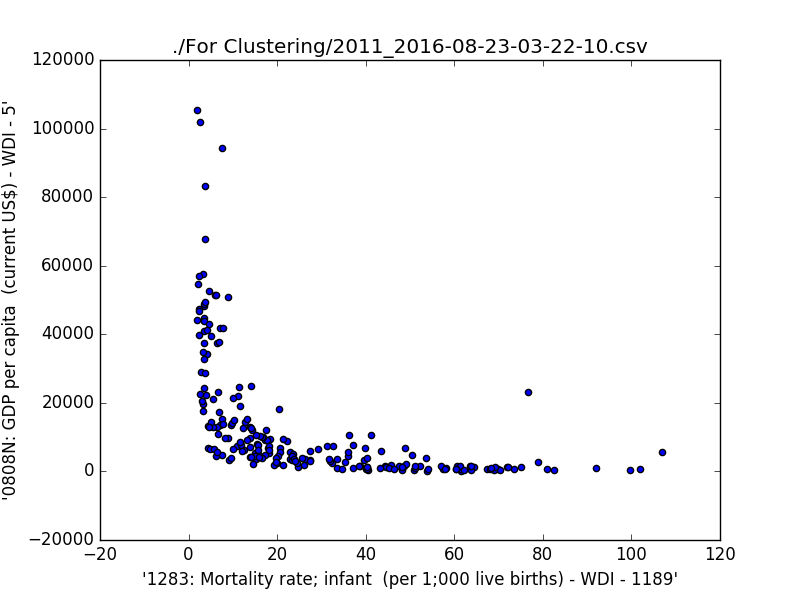 ./For Clustering/2011_2016-08-23-03-22-10.csv
120000
100000
80000
60000
40000
20000
0
−20000
'0808N: GDP per capita  (current US$) - WDI - 5'
−20 0 20 40 60 80 100 120
'1283: Mortality rate; infant  (per 1;000 live births) - WDI - 1189'